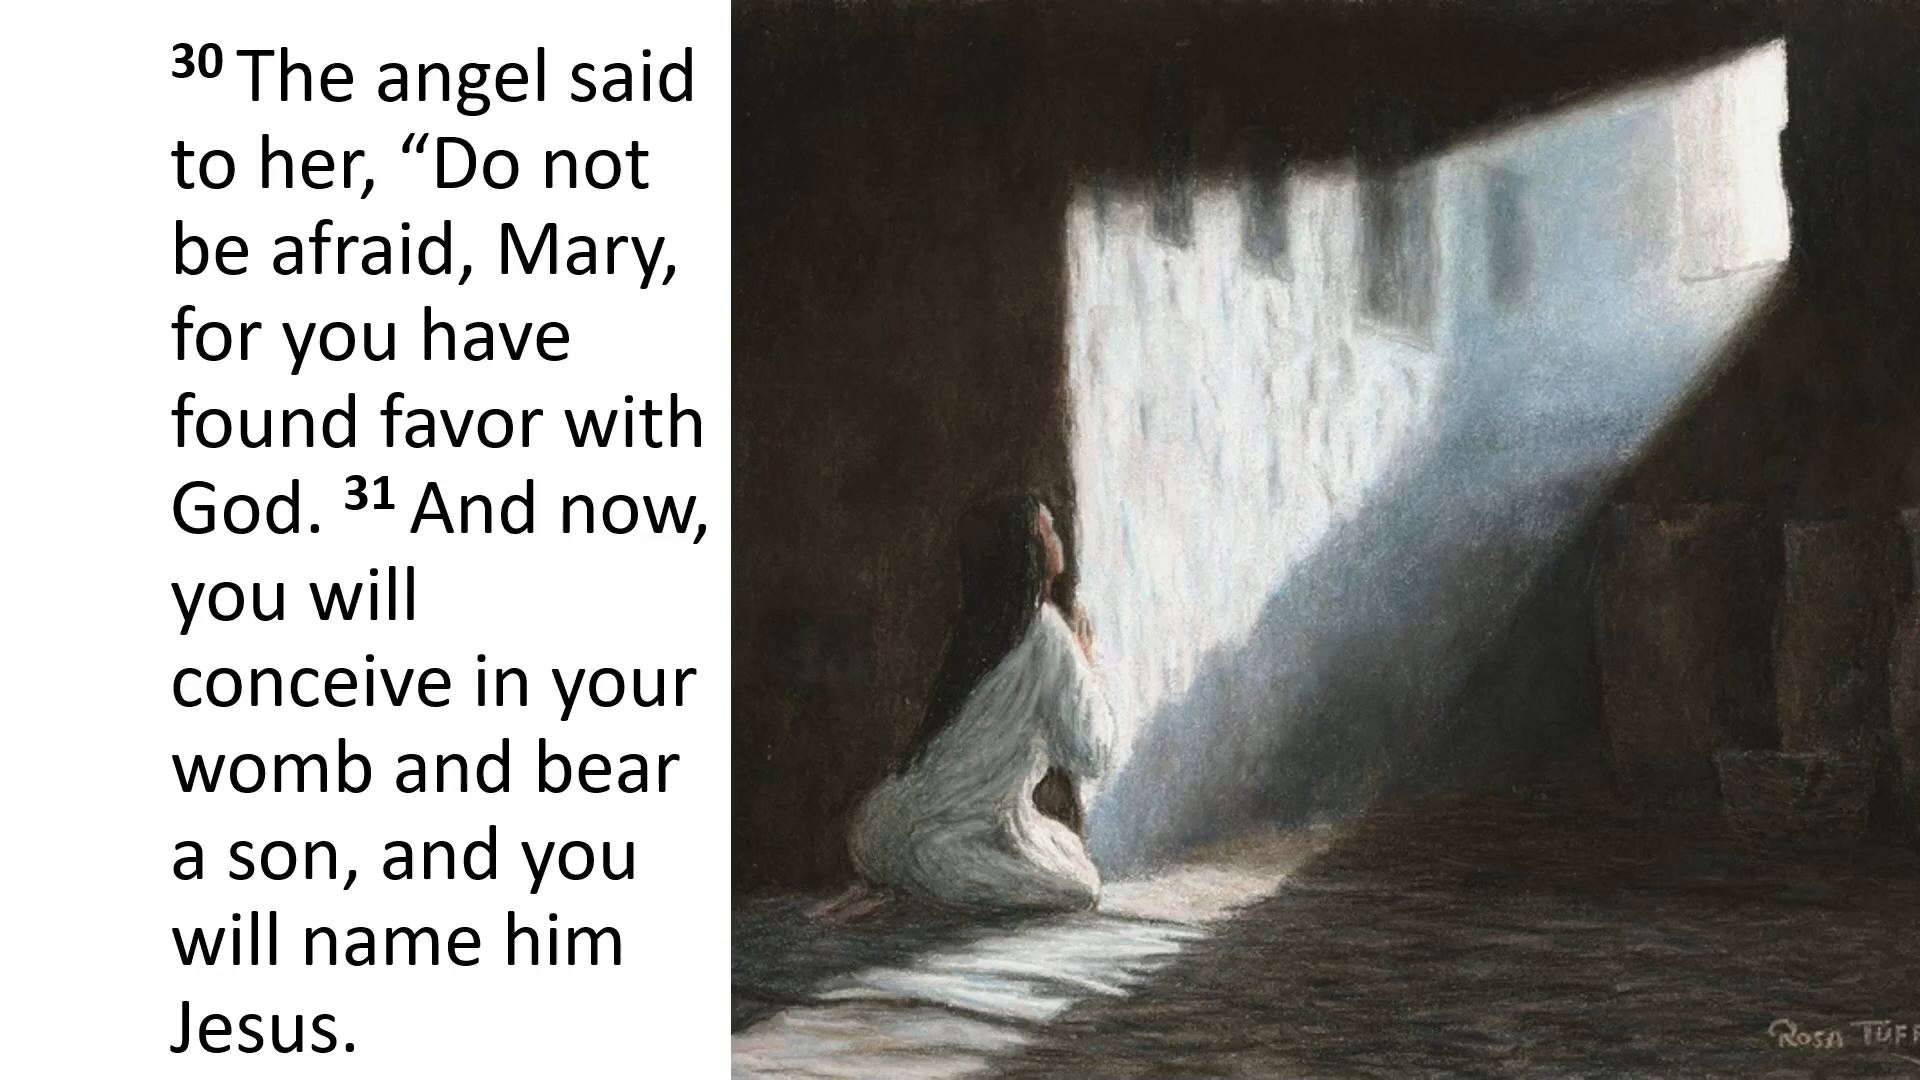 30 The angel said
to her, “Do not
be afraid, Mary,
for you have
found favor with
God. 31 And now,
you will
conceive in your
womb and bear
a son, and you
will name him
Jesus.
ROSA